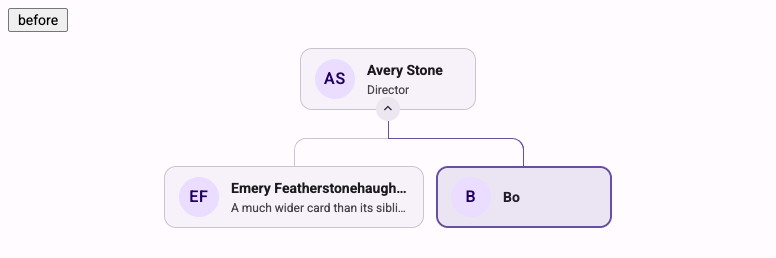 before
AS
Avery Stone
Director
EF
Emery Featherstonehaugh…
A much wider card than its sibli…
B
Bo